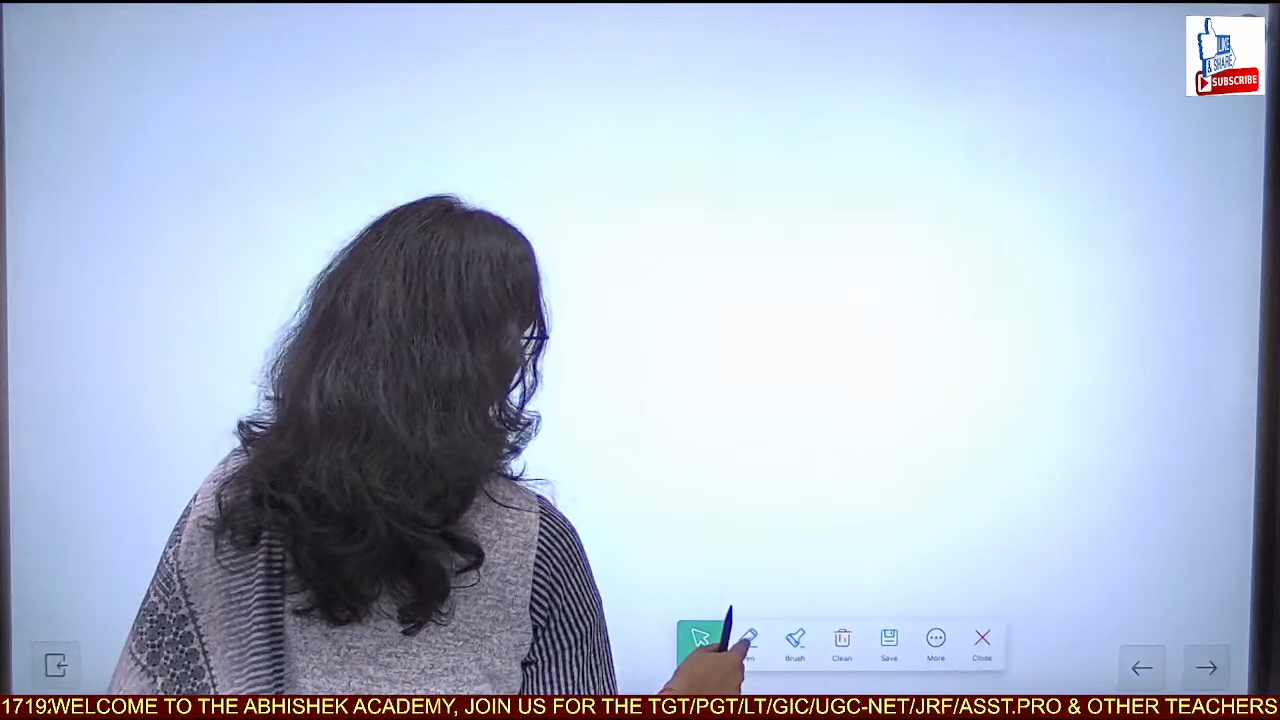 LIKE
& SHARE
SUBSCRIBE
Brush
Clean
Save
More
Close
WELCOME TO THE ABHISHEK ACADEMY, JOIN US FOR THE TGT/PGT/LT/GIC/UGC-NET/JRF/ASST.PRO & OTHER TEACHERS